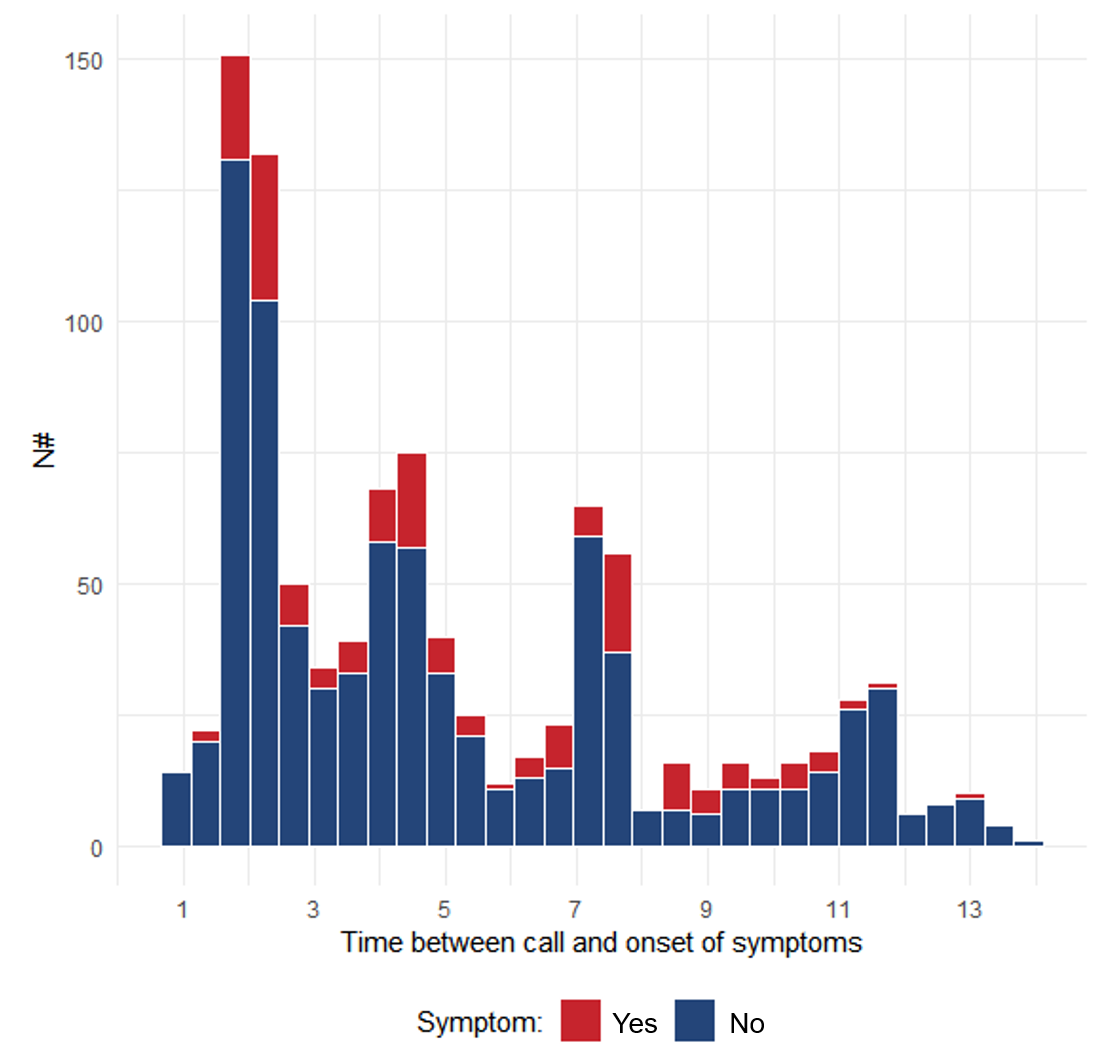 150
100
50
0
N#
1 3 5 7 9 11 13
Time between call and onset of symptoms
Symptom: Yes No